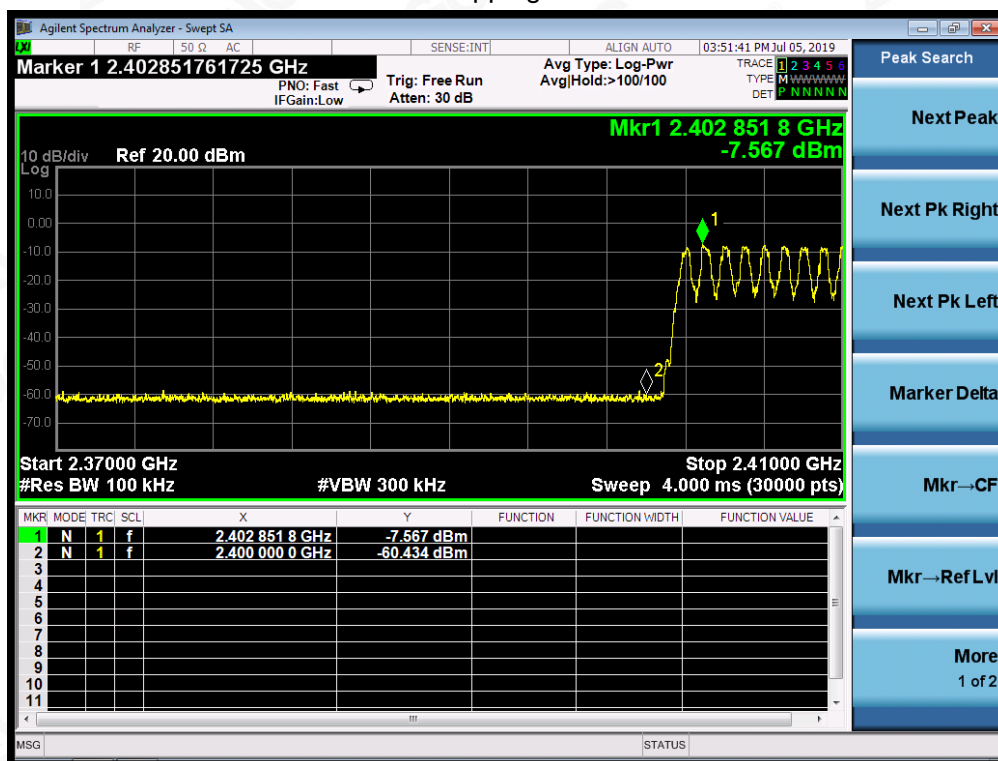 Agilent Spectrum Analyzer - Swept SA
LXI RF 50 Ω AC SENSE:INT ALIGN AUTO 03:51:41 PM Jul 05, 2019
Marker 1 2.402851761725 GHz
PNO: Fast
IFGain:Low
Trig: Free Run
Atten: 30 dB
Avg Type: Log-Pwr
Avg|Hold:>100/100
TRACE 1 2 3 4 5 6
TYPE M WWWWW
DET P N N N N N
Mkr1 2.402 851 8 GHz
-7.567 dBm
10 dB/div Ref 20.00 dBm
Log
10.0
0.00
-10.0
-20.0
-30.0
-40.0
-50.0
-60.0
-70.0
1
2
Start 2.37000 GHz Stop 2.41000 GHz
#Res BW 100 kHz #VBW 300 kHz Sweep 4.000 ms (30000 pts)
MKR MODE TRC SCL X Y FUNCTION FUNCTION WIDTH FUNCTION VALUE
1 N 1 f 2.402 851 8 GHz -7.567 dBm
2 N 1 f 2.400 000 0 GHz -60.434 dBm
3
4
5
6
7
8
9
10
11
MSG STATUS
Peak Search
Next Peak
Next Pk Right
Next Pk Left
Marker Delta
Mkr→CF
Mkr→Ref Lvl
More
1 of 2